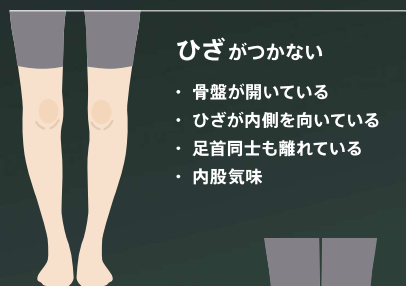 ひざがつかない
・ 骨盤が開いている
・ ひざが内側を向いている
・ 足首同士も離れている
・ 内股気味